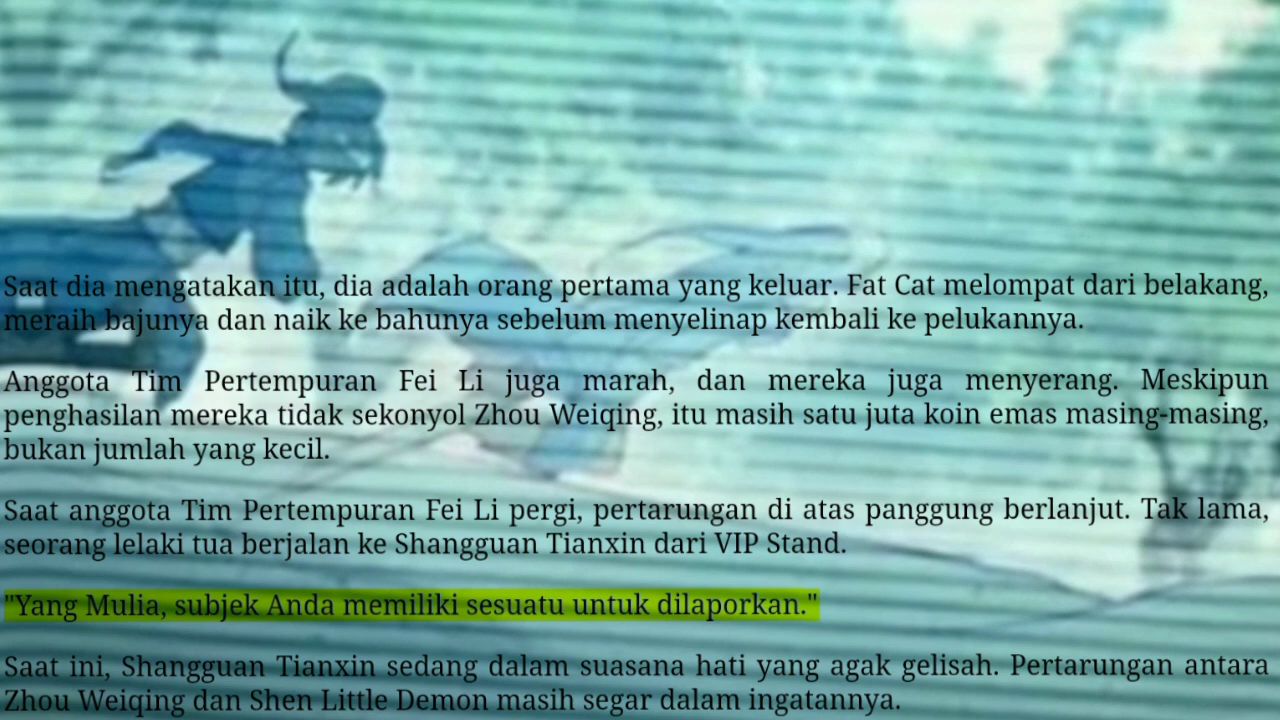 Saat dia mengatakan itu, dia adalah orang pertama yang keluar. Fat Cat melompat dari belakang,
meraih bajunya dan naik ke bahunya sebelum menyelinap kembali ke pelukannya.
Anggota Tim Pertempuran Fei Li juga marah, dan mereka juga menyerang. Meskipun
penghasilan mereka tidak sekonyol Zhou Weiqing, itu masih satu juta koin emas masing-masing,
bukan jumlah yang kecil.
Saat anggota Tim Pertempuran Fei Li pergi, pertarungan di atas panggung berlanjut. Tak lama,
seorang lelaki tua berjalan ke Shangguan Tianxin dari VIP Stand.
"Yang Mulia, subjek Anda memiliki sesuatu untuk dilaporkan."
Saat ini, Shangguan Tianxin sedang dalam suasana hati yang agak gelisah. Pertarungan antara
Zhou Weiqing dan Shen Little Demon masih segar dalam ingatannya.